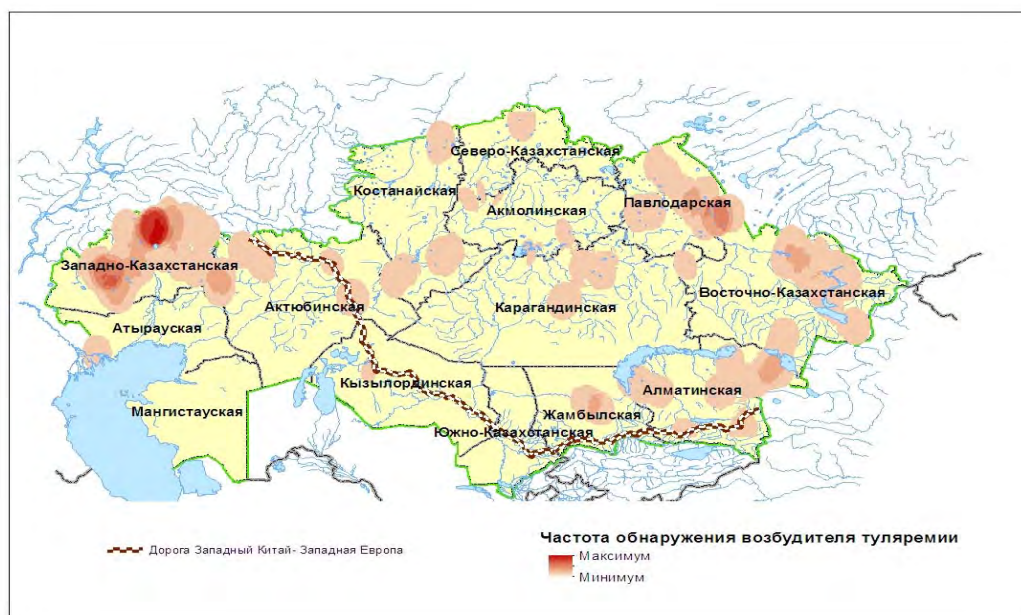 Северо-Казахстанская
Костанайская
Акмолинская
Павлодарская
Западно-Казахстанская
Восточно-Казахстанская
Актюбинская
Карагандинская
Атырауская
Кызылординская
Алматинская
Мангистауская
Жамбылская
Южно-Казахстанская
Частота обнаружения возбудителя туляремии
Дорога Западный Китай- Западная Европа
Максимум
Минимум